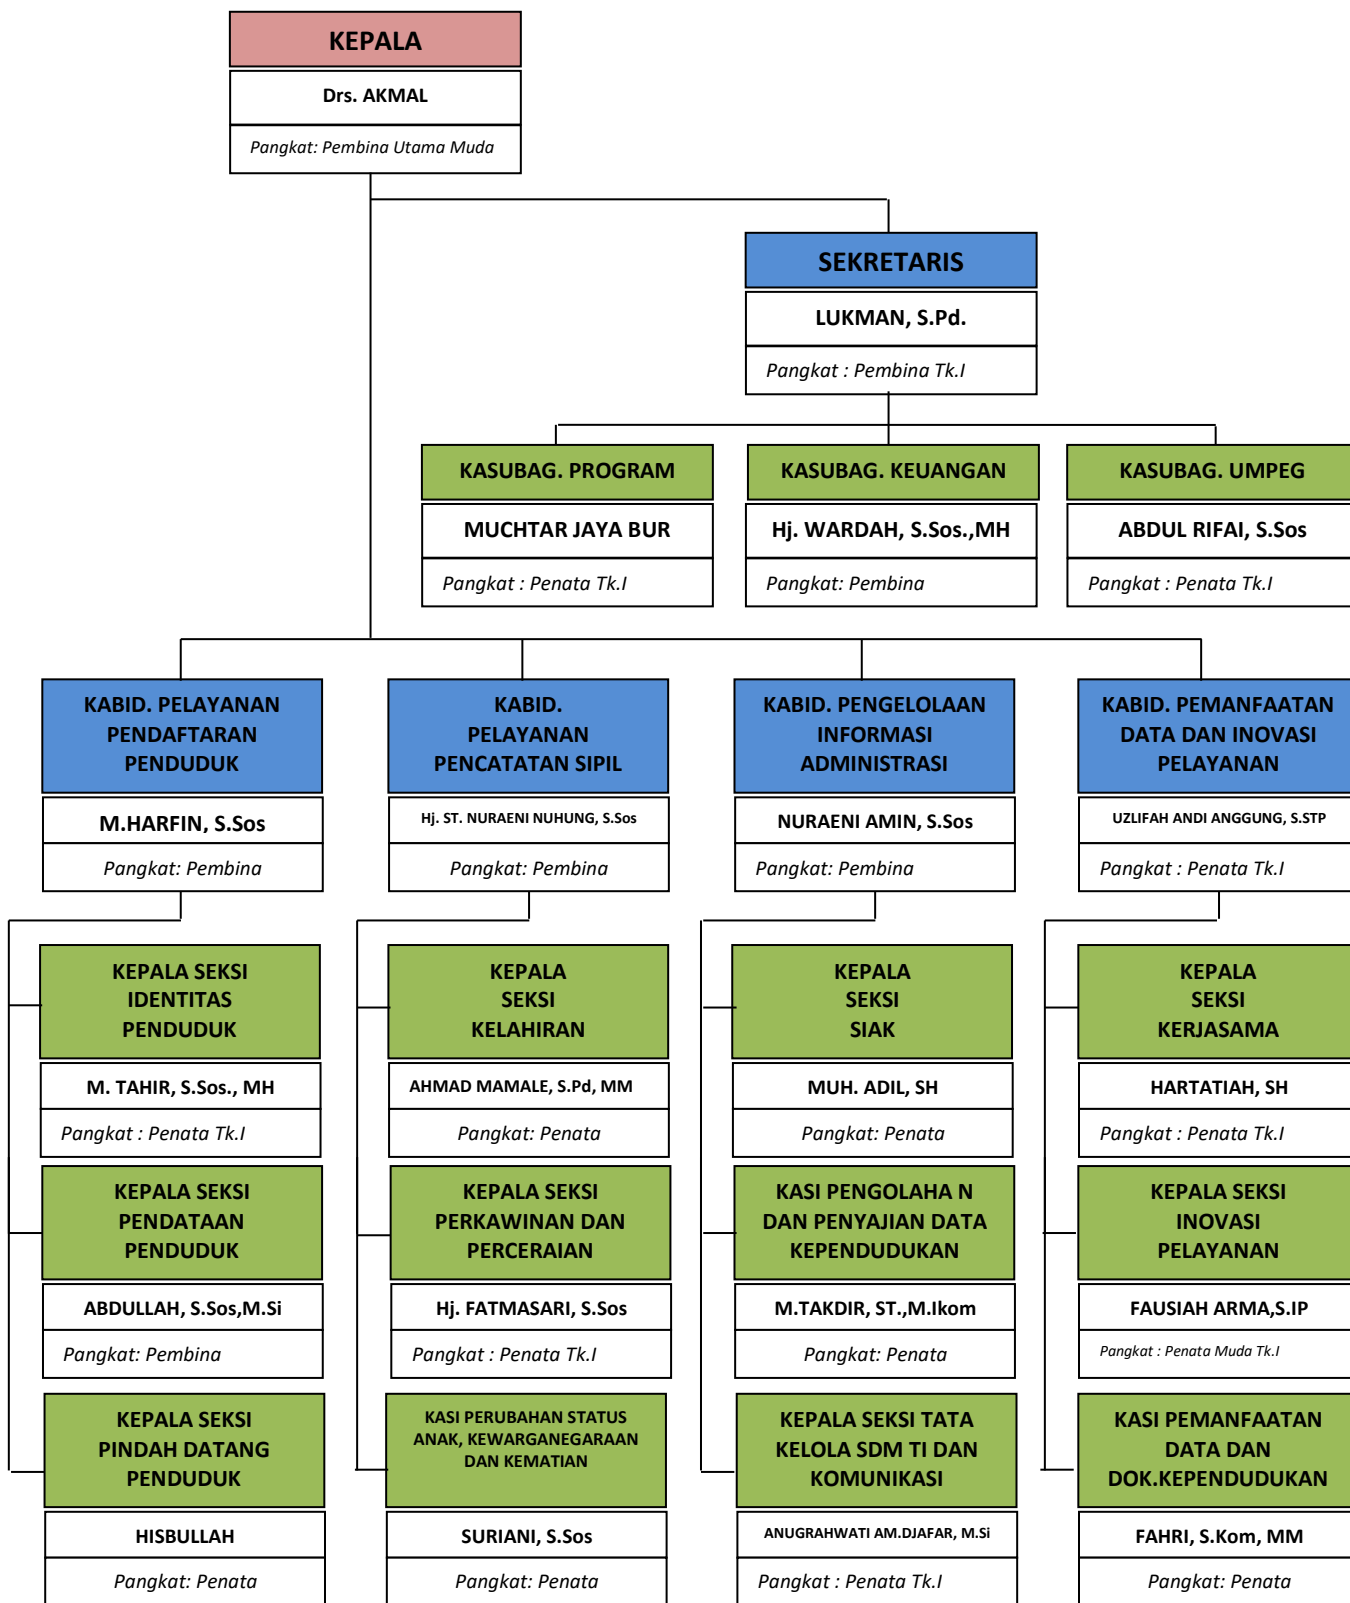 KEPALA
Drs. AKMAL
Pangkat: Pembina Utama Muda
SEKRETARIS
LUKMAN, S.Pd.
Pangkat : Pembina Tk.I
KASUBAG. PROGRAM
MUCHTAR JAYA BUR
Pangkat : Penata Tk.I
KASUBAG. KEUANGAN
Hj. WARDAH, S.Sos.,MH
Pangkat: Pembina
KASUBAG. UMPEG
ABDUL RIFAI, S.Sos
Pangkat : Penata Tk.I
KABID. PELAYANAN
PENDAFTARAN
PENDUDUK
M.HARFIN, S.Sos
Pangkat: Pembina
KABID.
PELAYANAN
PENCATATAN SIPIL
Hj. ST. NURAENI NUHUNG, S.Sos
Pangkat: Pembina
KABID. PENGELOLAAN
INFORMASI
ADMINISTRASI
NURAENI AMIN, S.Sos
Pangkat: Pembina
KABID. PEMANFAATAN
DATA DAN INOVASI
PELAYANAN
UZLIFAH ANDI ANGGUNG, S.STP
Pangkat : Penata Tk.I
KEPALA SEKSI
IDENTITAS
PENDUDUK
M. TAHIR, S.Sos., MH
Pangkat : Penata Tk.I
KEPALA
SEKSI
KELAHIRAN
AHMAD MAMALE, S.Pd, MM
Pangkat: Penata
KEPALA
SEKSI
SIAK
MUH. ADIL, SH
Pangkat: Penata
KEPALA
SEKSI
KERJASAMA
HARTATIAH, SH
Pangkat : Penata Tk.I
KEPALA SEKSI
PENDATAAN
PENDUDUK
ABDULLAH, S.Sos,M.Si
Pangkat: Pembina
KEPALA SEKSI
PERKAWINAN DAN
PERCERAIAN
Hj. FATMASARI, S.Sos
Pangkat : Penata Tk.I
KASI PENGOLAHA N
DAN PENYAJIAN DATA
KEPENDUDUKAN
M.TAKDIR, ST.,M.Ikom
Pangkat: Penata
KEPALA SEKSI
INOVASI
PELAYANAN
FAUSIAH ARMA,S.IP
Pangkat : Penata Muda Tk.I
KEPALA SEKSI
PINDAH DATANG
PENDUDUK
HISBULLAH
Pangkat: Penata
KASI PERUBAHAN STATUS
ANAK, KEWARGANEGARAAN
DAN KEMATIAN
SURIANI, S.Sos
Pangkat: Penata
KEPALA SEKSI TATA
KELOLA SDM TI DAN
KOMUNIKASI
ANUGRAHWATI AM.DJAFAR, M.Si
Pangkat : Penata Tk.I
KASI PEMANFAATAN
DATA DAN
DOK.KEPENDUDUKAN
FAHRI, S.Kom, MM
Pangkat: Penata